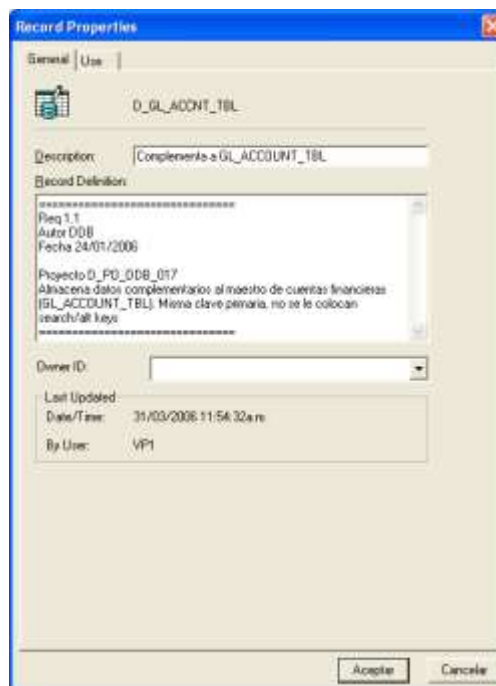 Record Properties
General Use
D_GL_ACCNT_TBL
Description: Complementa a GL_ACCOUNT_TBL
Record Definition:
==============================
Req 1.1
Autor DDB
Fecha 24/01/2006
Proyecto D_PO_DDB_017
Almacena datos complementarios al maestro de cuentas financieras
(GL_ACCOUNT_TBL). Misma clave primaria, no se le colocan
search/alt keys
==============================
Owner ID:
Last Updated
Date/Time: 31/03/2006 11:54:32a.m.
By User: VP1
Aceptar Cancelar